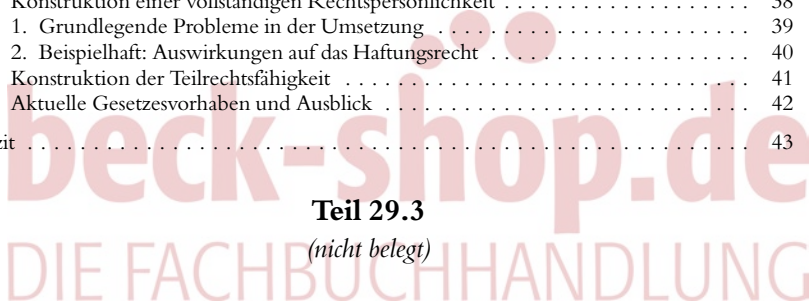 Konstruktion einer vollständigen Rechtspersönlichkeit . . . . . . . . . . . . . . . . . . . . . 38
1. Grundlegende Probleme in der Umsetzung . . . . . . . . . . . . . . . . . . . . . . . . . . . 39
2. Beispielhaft: Auswirkungen auf das Haftungsrecht . . . . . . . . . . . . . . . . . . . . . . . 40
Konstruktion der Teilrechtsfähigkeit . . . . . . . . . . . . . . . . . . . . . . . . . . . . . . . . . 41
Aktuelle Gesetzesvorhaben und Ausblick . . . . . . . . . . . . . . . . . . . . . . . . . . . . . . 42
zit . . . . . . . . . . . . . . . . . . . . . . . . . . . . . . . . . . . . . . . . . . . . . . . . . . . . . . . 43
beck-shop.de
Teil 29.3
(nicht belegt)
DIE FACHBUCHHANDLUNG